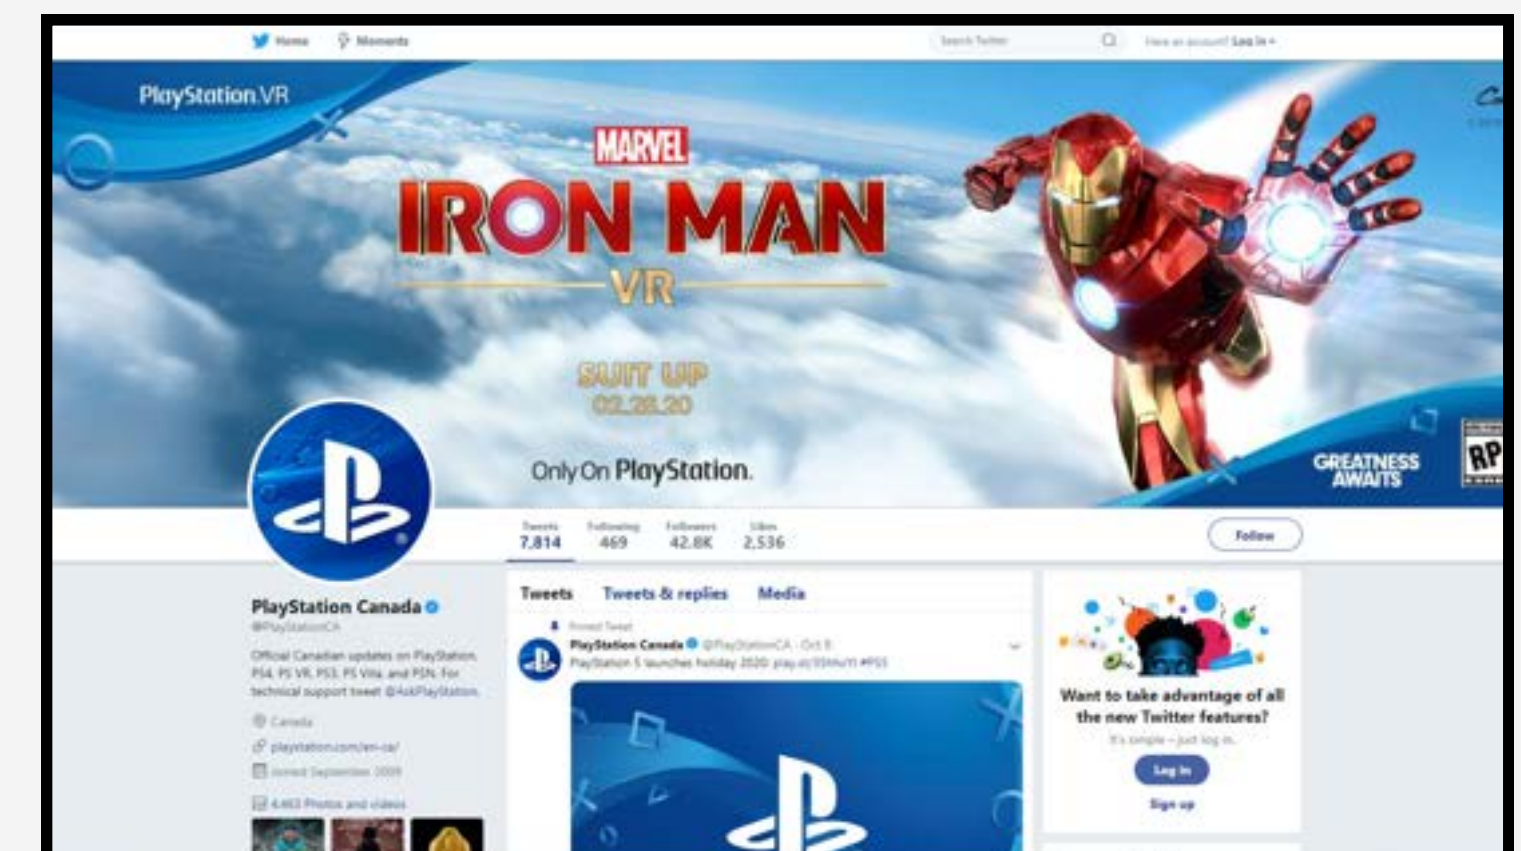 Home Moments
Search Twitter
Have an account? Log in
PlayStation.VR
MARVEL
IRON MAN
VR
SUIT UP
02.28.20
Only On PlayStation.
GREATNESS
AWAITS
RP
Tweets Following Followers Likes
7,814 469 42.8K 2,536
Follow
PlayStation Canada
@PlayStationCA
Official Canadian updates on PlayStation,
PS4, PS VR, PS3, PS Vita, and PSN. For
technical support tweet @AskPlayStation.
Canada
playstation.com/en-ca/
Joined September 2009
4,463 Photos and videos
Tweets Tweets & replies Media
Pinned Tweet
PlayStation Canada @PlayStationCA · Oct 8
PlayStation 5 launches holiday 2020: #PS5
Want to take advantage of all
the new Twitter features?
It's simple – just log in.
Log in
Sign up